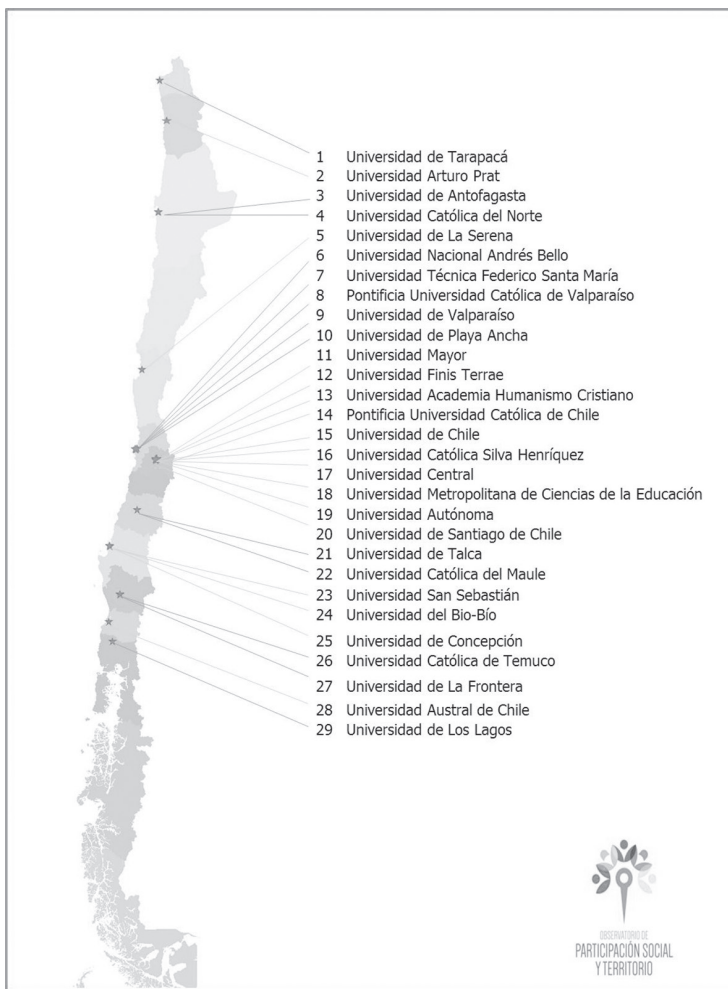 1 Universidad de Tarapacá
2 Universidad Arturo Prat
3 Universidad de Antofagasta
4 Universidad Católica del Norte
5 Universidad de La Serena
6 Universidad Nacional Andrés Bello
7 Universidad Técnica Federico Santa María
8 Pontificia Universidad Católica de Valparaíso
9 Universidad de Valparaíso
10 Universidad de Playa Ancha
11 Universidad Mayor
12 Universidad Finis Terrae
13 Universidad Academia Humanismo Cristiano
14 Pontificia Universidad Católica de Chile
15 Universidad de Chile
16 Universidad Católica Silva Henríquez
17 Universidad Central
18 Universidad Metropolitana de Ciencias de la Educación
19 Universidad Autónoma
20 Universidad de Santiago de Chile
21 Universidad de Talca
22 Universidad Católica del Maule
23 Universidad San Sebastián
24 Universidad del Bio-Bío
25 Universidad de Concepción
26 Universidad Católica de Temuco
27 Universidad de La Frontera
28 Universidad Austral de Chile
29 Universidad de Los Lagos
OBSERVATORIO DE
PARTICIPACIÓN SOCIAL
Y TERRITORIO